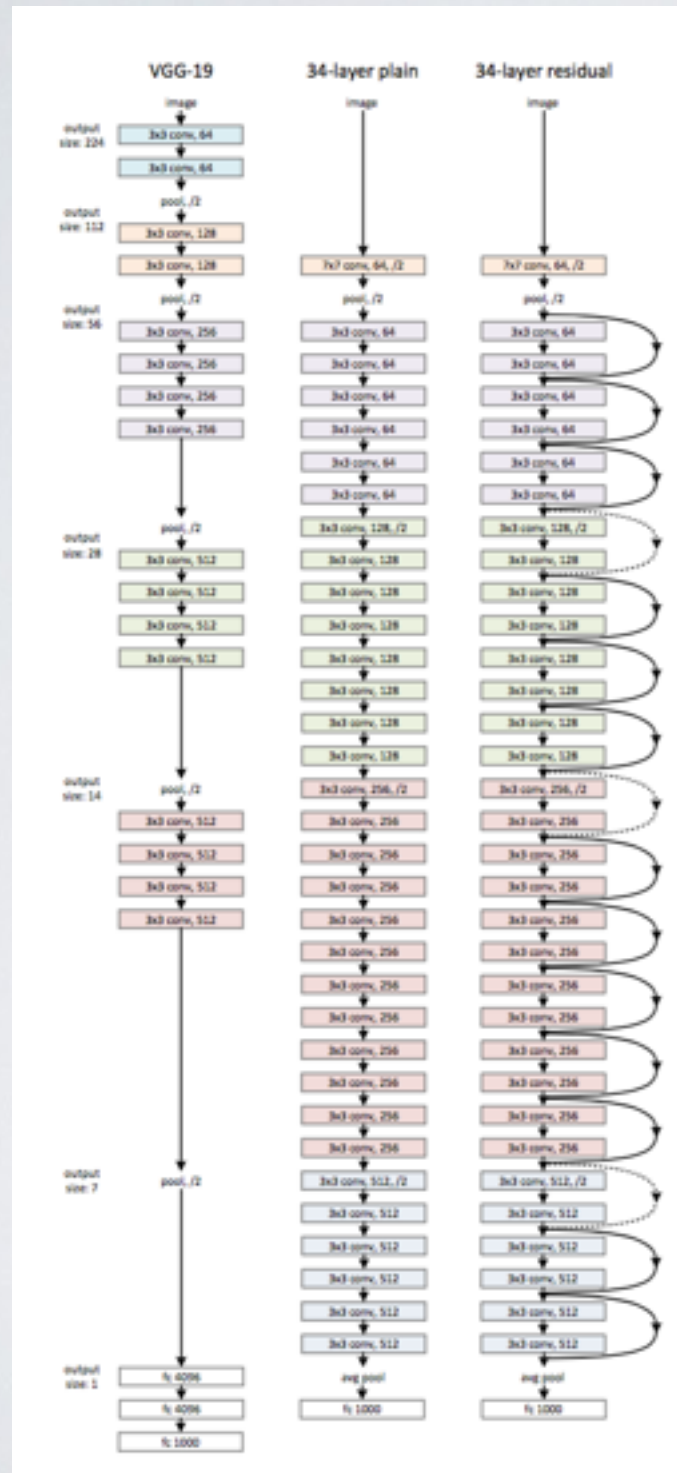 VGG-19
image
output
size: 224
3x3 conv, 64
3x3 conv, 64
pool, /2
output
size: 112
3x3 conv, 128
3x3 conv, 128
pool, /2
output
size: 56
3x3 conv, 256
3x3 conv, 256
3x3 conv, 256
3x3 conv, 256
pool, /2
output
size: 28
3x3 conv, 512
3x3 conv, 512
3x3 conv, 512
3x3 conv, 512
pool, /2
output
size: 14
3x3 conv, 512
3x3 conv, 512
3x3 conv, 512
3x3 conv, 512
output
size: 7
pool, /2
output
size: 1
fc 4096
fc 4096
fc 1000
34-layer plain
image
7x7 conv, 64, /2
pool, /2
3x3 conv, 64
3x3 conv, 64
3x3 conv, 64
3x3 conv, 64
3x3 conv, 64
3x3 conv, 64
3x3 conv, 128, /2
3x3 conv, 128
3x3 conv, 128
3x3 conv, 128
3x3 conv, 128
3x3 conv, 128
3x3 conv, 128
3x3 conv, 128
3x3 conv, 256, /2
3x3 conv, 256
3x3 conv, 256
3x3 conv, 256
3x3 conv, 256
3x3 conv, 256
3x3 conv, 256
3x3 conv, 256
3x3 conv, 256
3x3 conv, 256
3x3 conv, 256
3x3 conv, 256
3x3 conv, 512, /2
3x3 conv, 512
3x3 conv, 512
3x3 conv, 512
3x3 conv, 512
3x3 conv, 512
avg pool
fc 1000
34-layer residual
image
7x7 conv, 64, /2
pool, /2
3x3 conv, 64
3x3 conv, 64
3x3 conv, 64
3x3 conv, 64
3x3 conv, 64
3x3 conv, 64
3x3 conv, 128, /2
3x3 conv, 128
3x3 conv, 128
3x3 conv, 128
3x3 conv, 128
3x3 conv, 128
3x3 conv, 128
3x3 conv, 128
3x3 conv, 256, /2
3x3 conv, 256
3x3 conv, 256
3x3 conv, 256
3x3 conv, 256
3x3 conv, 256
3x3 conv, 256
3x3 conv, 256
3x3 conv, 256
3x3 conv, 256
3x3 conv, 256
3x3 conv, 256
3x3 conv, 512, /2
3x3 conv, 512
3x3 conv, 512
3x3 conv, 512
3x3 conv, 512
3x3 conv, 512
avg pool
fc 1000